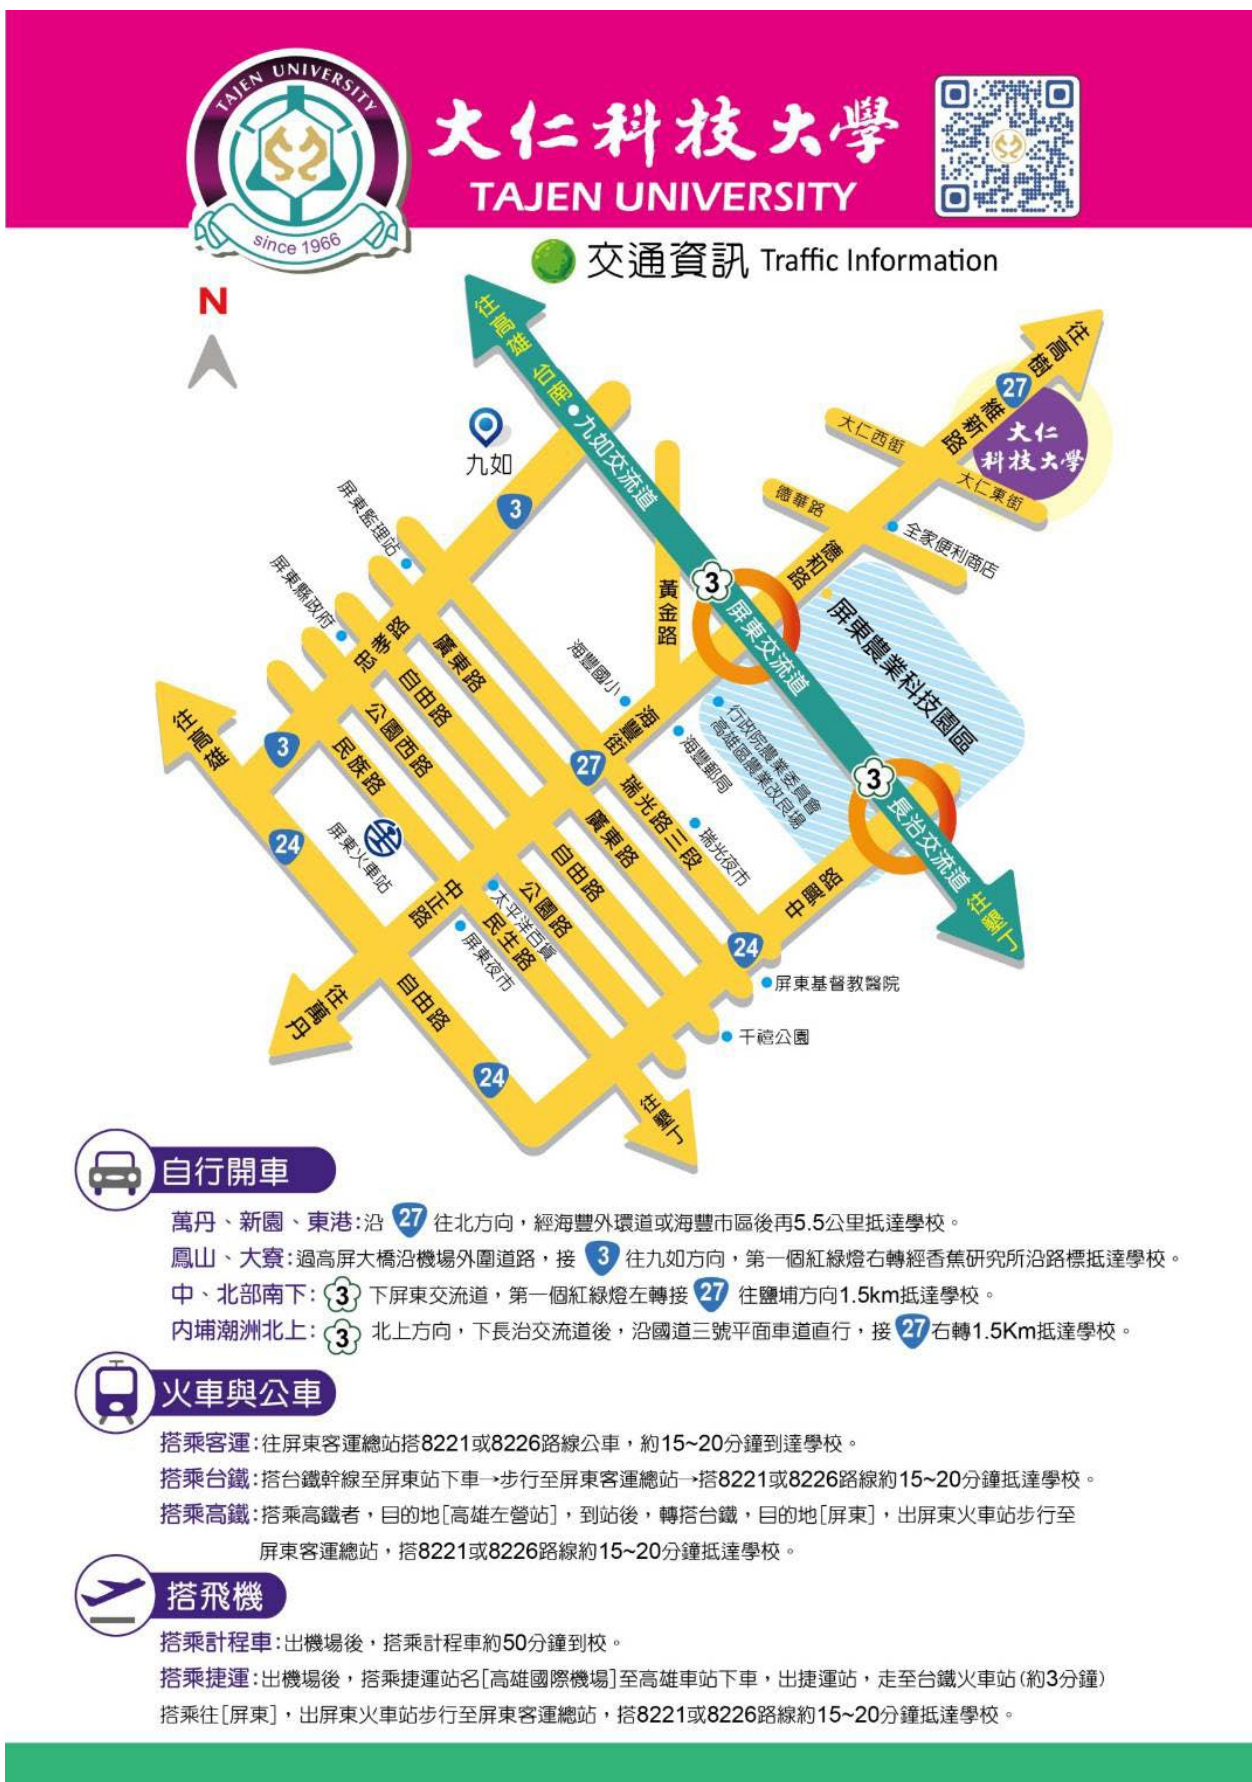 TAJEN UNIVERSITY
since 1966
大仁科技大學
TAJEN UNIVERSITY
交通資訊 Traffic Information
N
往高雄 台南
九如交流道
往高樹
27
維新路
大仁
科技大學
大仁西街
大仁東街
九如
3
德華路
全家便利商店
德和路
屏東監理站
屏東縣政府
黃金路
3
屏東交流道
屏東農業科技園區
忠孝路
廣東路
自由路
公園西路
民族路
海豐國小
海豐街
海豐郵局
行政院農業委員會
高雄區農業改良場
往高雄
3
27
瑞光路三段
瑞光夜市
3
長治交流道
往墾丁
24
屏東火車站
廣東路
自由路
公園路
中正路
太平洋百貨
民生路
屏東夜市
中興路
24
屏東基督教醫院
千禧公園
往萬丹
自由路
24
往墾丁
自行開車
萬丹、新園、東港:沿 27 往北方向,經海豐外環道或海豐市區後再5.5公里抵達學校。
鳳山、大寮:過高屏大橋沿機場外圍道路,接 3 往九如方向,第一個紅綠燈右轉經香蕉研究所沿路標抵達學校。
中、北部南下: 3 下屏東交流道,第一個紅綠燈左轉接 27 往鹽埔方向1.5km抵達學校。
內埔潮洲北上: 3 北上方向,下長治交流道後,沿國道三號平面車道直行,接 27 右轉1.5Km抵達學校。
火車與公車
搭乘客運:往屏東客運總站搭8221或8226路線公車,約15~20分鐘到達學校。
搭乘台鐵:搭台鐵幹線至屏東站下車→步行至屏東客運總站→搭8221或8226路線約15~20分鐘抵達學校。
搭乘高鐵:搭乘高鐵者,目的地[高雄左營站],到站後,轉搭台鐵,目的地[屏東],出屏東火車站步行至
屏東客運總站,搭8221或8226路線約15~20分鐘抵達學校。
搭飛機
搭乘計程車:出機場後,搭乘計程車約50分鐘到校。
搭乘捷運:出機場後,搭乘捷運站名[高雄國際機場]至高雄車站下車,出捷運站,走至台鐵火車站(約3分鐘)
搭乘往[屏東],出屏東火車站步行至屏東客運總站,搭8221或8226路線約15~20分鐘抵達學校。